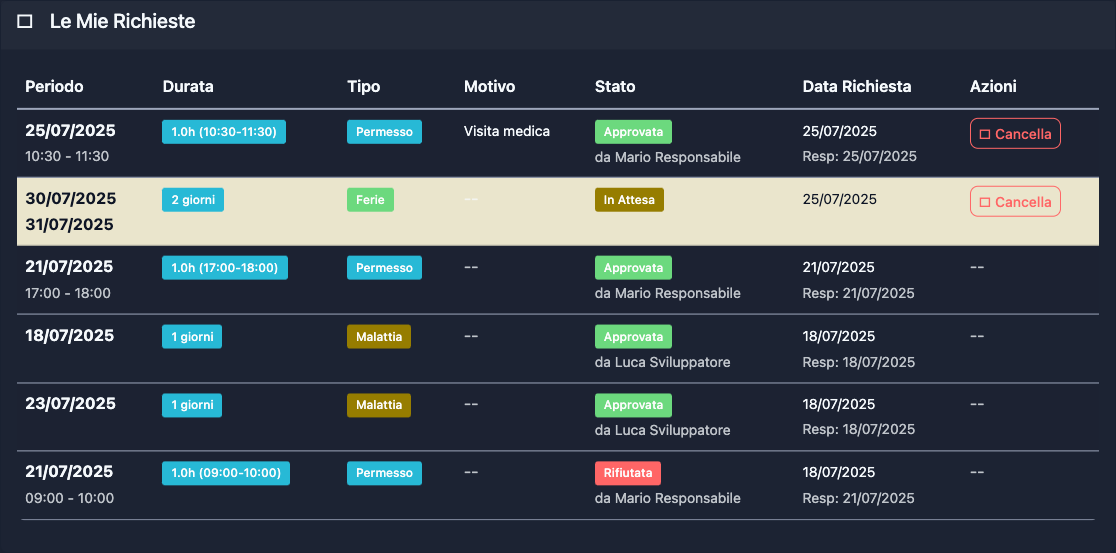 Le Mie Richieste
Periodo Durata Tipo Motivo Stato Data Richiesta Azioni
25/07/2025 1.0h (10:30-11:30) Permesso Visita medica Approvata 25/07/2025 Cancella
10:30 - 11:30 da Mario Responsabile Resp: 25/07/2025
30/07/2025 2 giorni Ferie -- In Attesa 25/07/2025 Cancella
31/07/2025
21/07/2025 1.0h (17:00-18:00) Permesso -- Approvata 21/07/2025 --
17:00 - 18:00 da Mario Responsabile Resp: 21/07/2025
18/07/2025 1 giorni Malattia -- Approvata 18/07/2025 --
da Luca Sviluppatore Resp: 18/07/2025
23/07/2025 1 giorni Malattia -- Approvata 18/07/2025 --
da Luca Sviluppatore Resp: 18/07/2025
21/07/2025 1.0h (09:00-10:00) Permesso -- Rifiutata 18/07/2025 --
09:00 - 10:00 da Mario Responsabile Resp: 21/07/2025